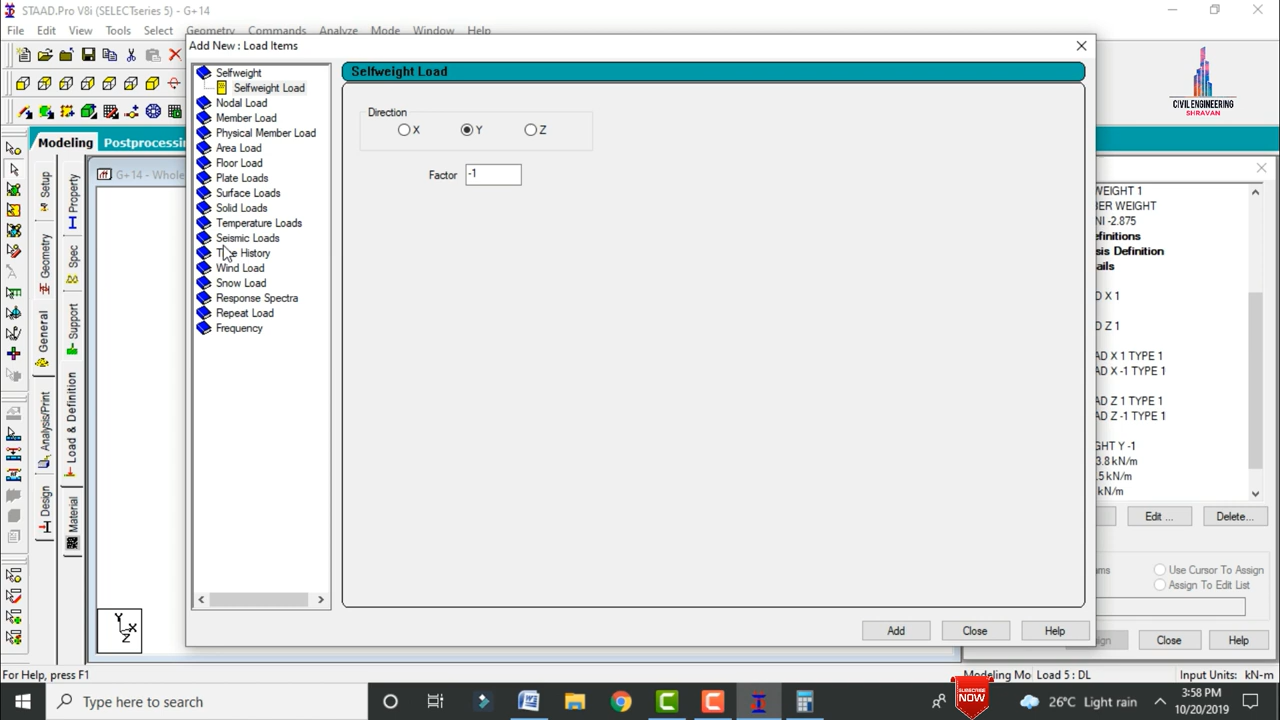 STAAD.Pro V8i (SELECTseries 5) - G+14
File Edit View Tools Select Geometry Commands Analyze Mode Window Help
Add New : Load Items
Selfweight
Selfweight Load
Nodal Load
Member Load
Physical Member Load
Area Load
Floor Load
Plate Loads
Surface Loads
Solid Loads
Temperature Loads
Seismic Loads
Time History
Wind Load
Snow Load
Response Spectra
Repeat Load
Frequency
Selfweight Load
Direction
X Y Z
Factor -1
Add Close Help
CIVIL ENGINEERING
SHRAVAN
Modeling Postprocessin
G+14 - Whole
Setup
Geometry
General
Analysis/Print
Design
Property
Spec
Support
Load & Definition
Material
Y
X
Z
WEIGHT 1
BER WEIGHT
NI -2.875
efinitions
sis Definition
ails
D X 1
D Z 1
AD X 1 TYPE 1
AD X -1 TYPE 1
AD Z 1 TYPE 1
AD Z -1 TYPE 1
GHT Y -1
3.8 kN/m
.5 kN/m
kN/m
Edit ... Delete...
ms Use Cursor To Assign
Assign To Edit List
ign Close Help
For Help, press F1
Modeling Mo Load 5 : DL Input Units: kN-m
Type here to search
SUBSCRIBE
NOW
26°C Light rain
3:58 PM
10/20/2019